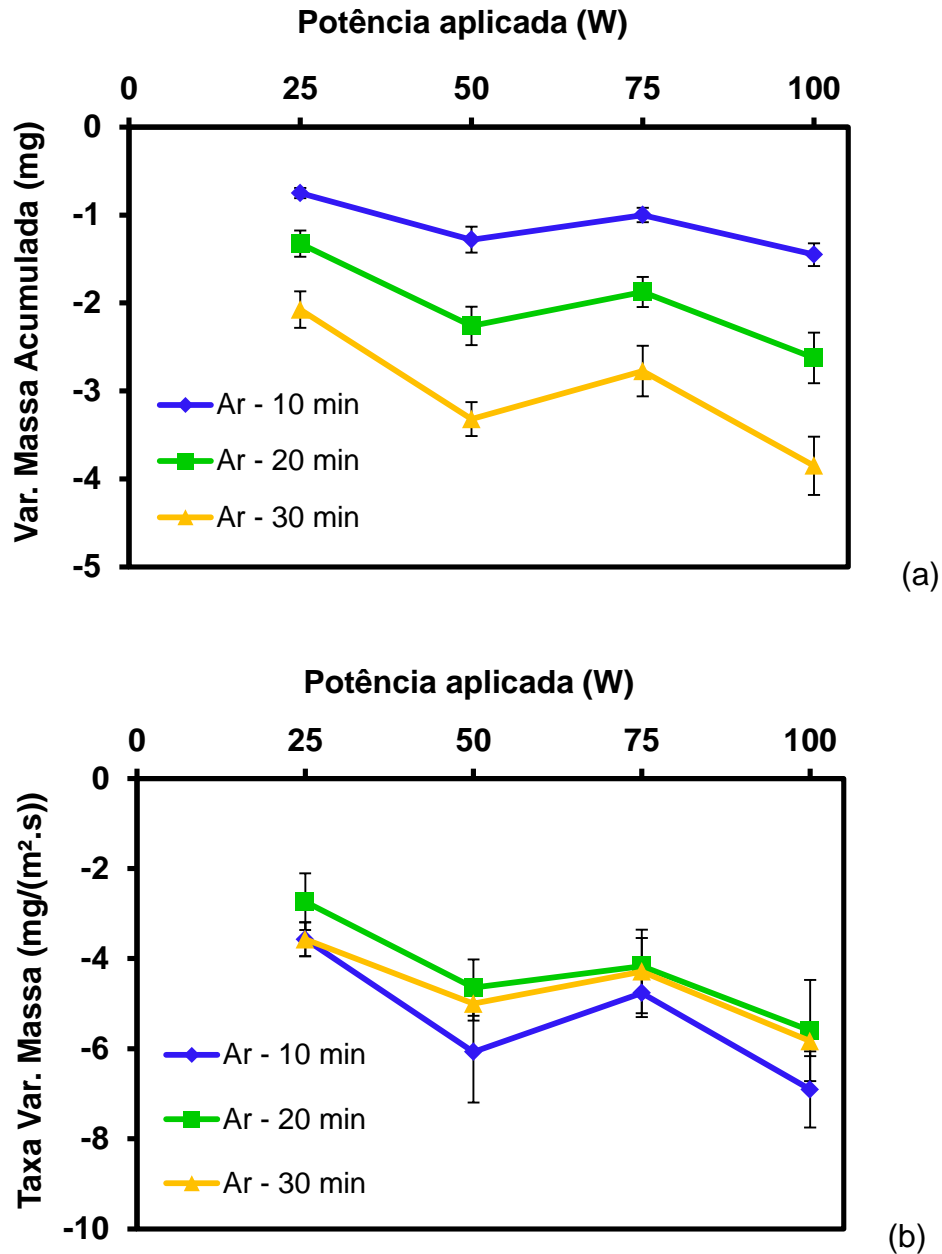 Potência aplicada (W)
0 25 50 75 100
0
-1
-2
-3
-4
-5
Var. Massa Acumulada (mg)
Ar - 10 min
Ar - 20 min
Ar - 30 min
(a)
Potência aplicada (W)
0 25 50 75 100
0
-2
-4
-6
-8
-10
Taxa Var. Massa (mg/(m².s))
Ar - 10 min
Ar - 20 min
Ar - 30 min
(b)